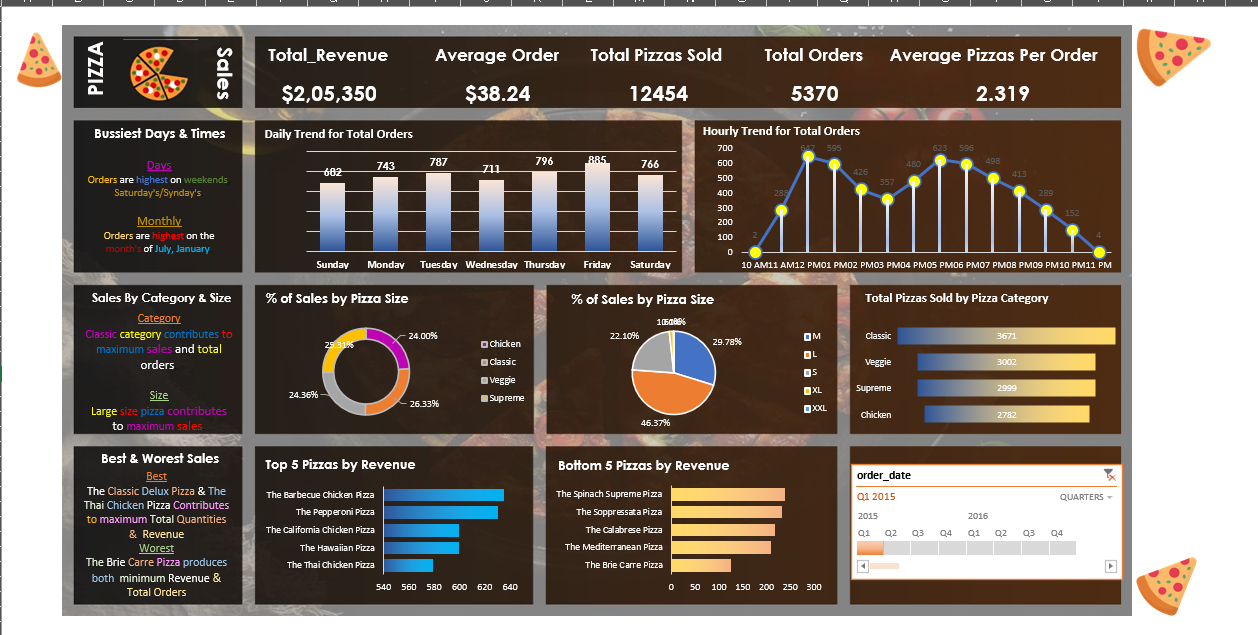 PIZZA
Sales
Total_Revenue
$2,05,350
Average Order
$38.24
Total Pizzas Sold
12454
Total Orders
5370
Average Pizzas Per Order
2.319
Bussiest Days & Times
Days
Orders are highest on weekends
Saturday's/Synday's
Monthly
Orders are highest on the
month's of July, January
Daily Trend for Total Orders
682
743
787
711
796
885
766
Sunday Monday Tuesday Wednesday Thursday Friday Saturday
Hourly Trend for Total Orders
700
600
500
400
300
200
100
0
2
288
647
595
426
357
480
623
596
498
413
289
152
4
10 AM 11 AM 12 PM 01 PM 02 PM 03 PM 04 PM 05 PM 06 PM 07 PM 08 PM 09 PM 10 PM 11 PM
Sales By Category & Size
Category
Classic category contributes to
maximum sales and total
orders
Size
Large size pizza contributes
to maximum sales
% of Sales by Pizza Size
24.00%
26.33%
24.36%
25.31%
Chicken
Classic
Veggie
Supreme
% of Sales by Pizza Size
29.78%
46.37%
22.10%
M
L
S
XL
XXL
Total Pizzas Sold by Pizza Category
Classic 3671
Veggie 3002
Supreme 2999
Chicken 2782
Best & Worest Sales
Best
The Classic Delux Pizza & The
Thai Chicken Pizza Contributes
to maximum Total Quantities
& Revenue
Worest
The Brie Carre Pizza produces
both minimum Revenue &
Total Orders
Top 5 Pizzas by Revenue
The Barbecue Chicken Pizza
The Pepperoni Pizza
The California Chicken Pizza
The Hawaiian Pizza
The Thai Chicken Pizza
540 560 580 600 620 640
Bottom 5 Pizzas by Revenue
The Spinach Supreme Pizza
The Soppressata Pizza
The Calabrese Pizza
The Mediterranean Pizza
The Brie Carre Pizza
0 50 100 150 200 250 300
order_date
Q1 2015
QUARTERS
2015 2016
Q1 Q2 Q3 Q4 Q1 Q2 Q3 Q4